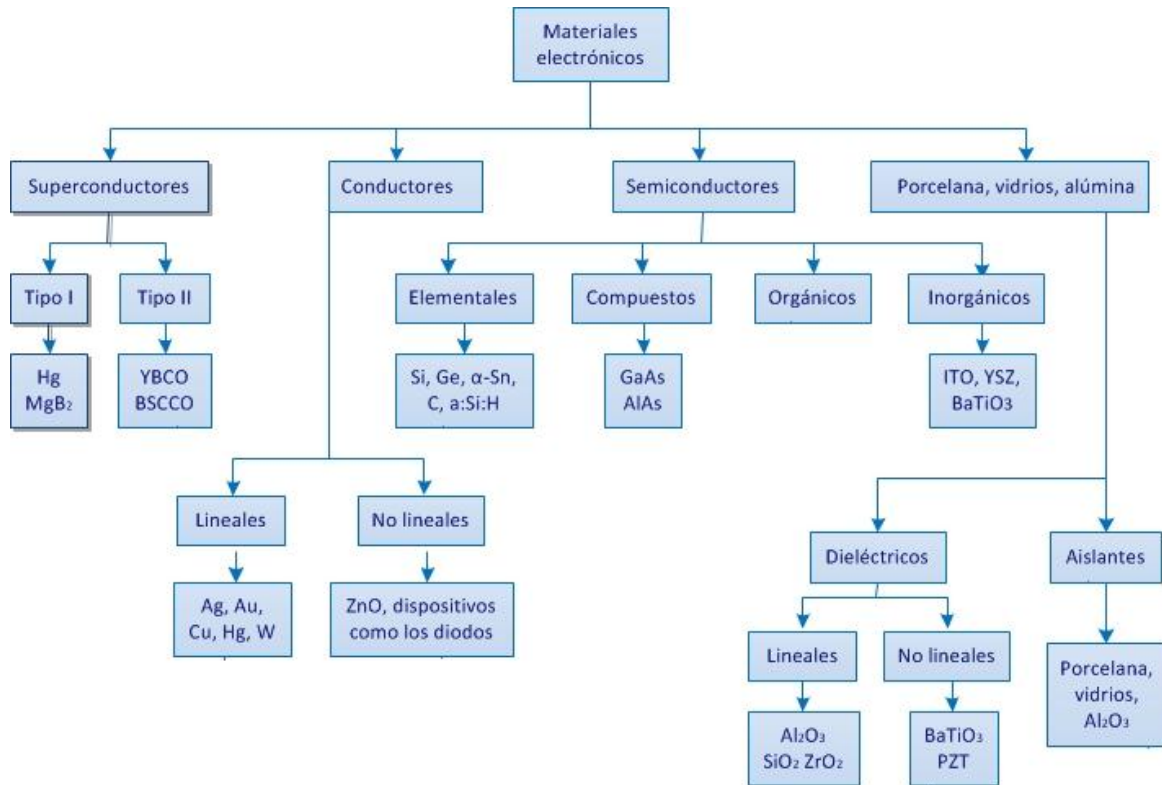 Materiales
electrónicos
Superconductores
Conductores
Semiconductores
Porcelana, vidrios, alúmina
Tipo I
Tipo II
Elementales
Compuestos
Orgánicos
Inorgánicos
Hg
MgB₂
YBCO
BSCCO
Si, Ge, α-Sn,
C, a:Si:H
GaAs
AlAs
ITO, YSZ,
BaTiO3
Lineales
No lineales
Dieléctricos
Aislantes
Ag, Au,
Cu, Hg, W
ZnO, dispositivos
como los diodos
Lineales
No lineales
Porcelana,
vidrios,
Al₂O₃
Al₂O₃
SiO₂ ZrO₂
BaTiO₃
PZT